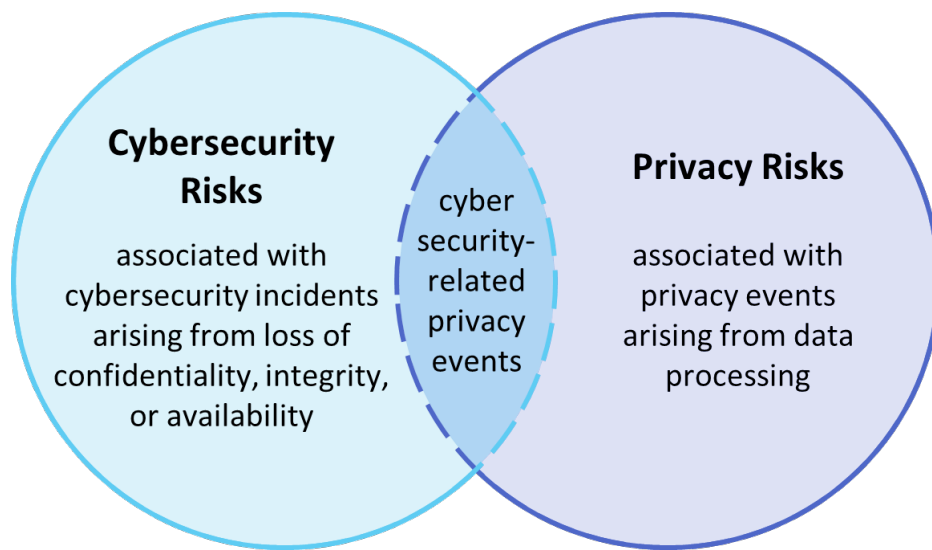 Cybersecurity
Risks
associated with
cybersecurity incidents
arising from loss of
confidentiality, integrity,
or availability
cyber
security-
related
privacy
events
Privacy Risks
associated with
privacy events
arising from data
processing